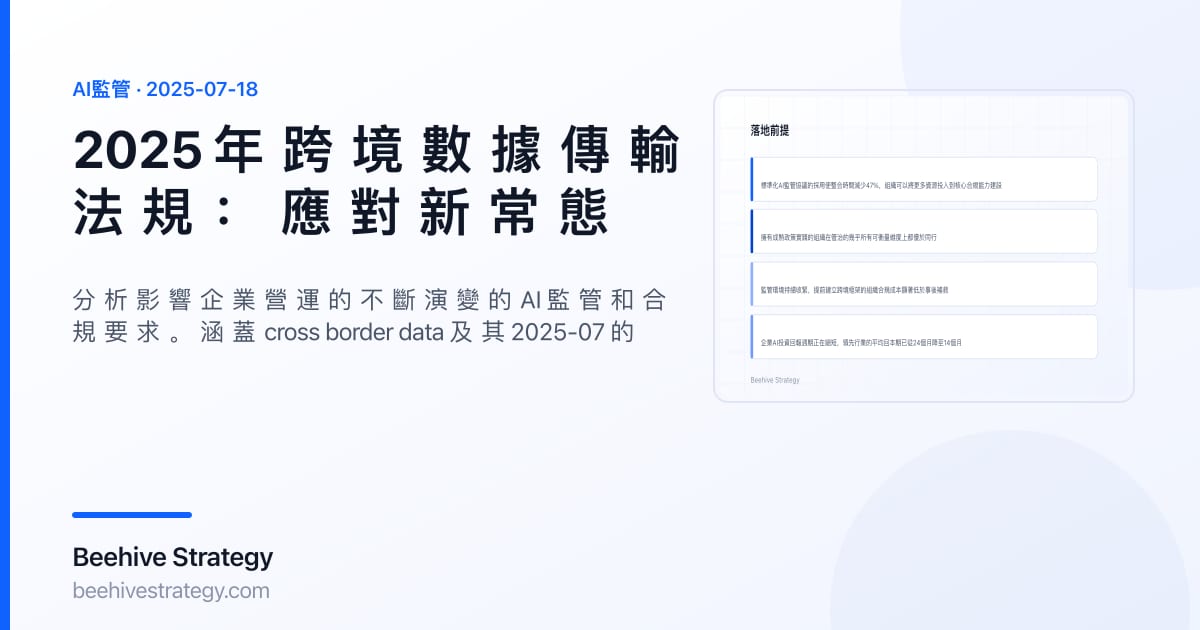 AI監管 · 2025-07-18
2025年跨境數據傳輸
法規：應對新常態
分析影響企業營運的不斷演變的AI監管和合
規要求。涵蓋 cross border data 及其 2025-07 的
落地前提
標準化AI監管協議的採用使整合時間減少47%，組織可以將更多資源投入到核心合規能力建設
擁有成熟政策實踐的組織在管治的幾乎所有可衡量維度上都優於同行
監管環境持續收緊，提前建立跨境框架的組織合規成本顯著低於事後補救
企業AI投資回報週期正在縮短，領先行業的平均回本期已從24個月降至14個月
Beehive Strategy
Beehive Strategy
beehivestrategy.com